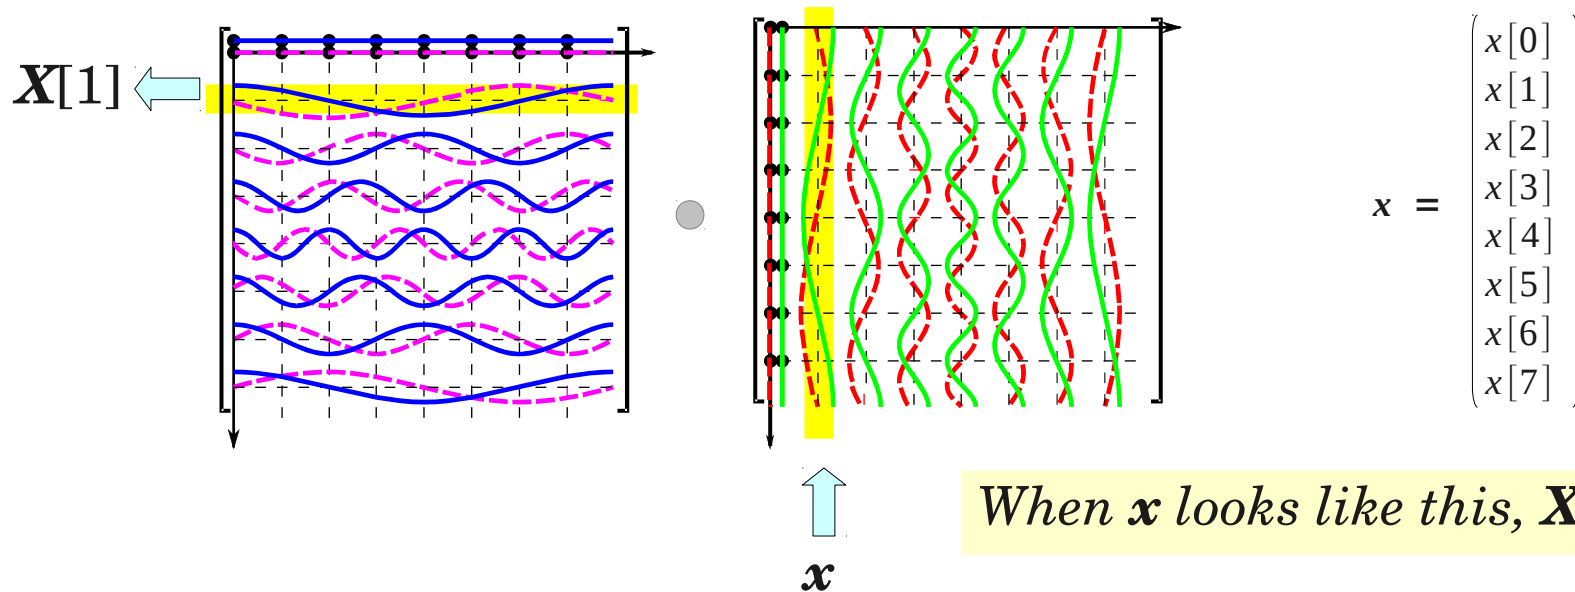 X[1]
x =
x[0]
x[1]
x[2]
x[3]
x[4]
x[5]
x[6]
x[7]
When x looks like this, X
x